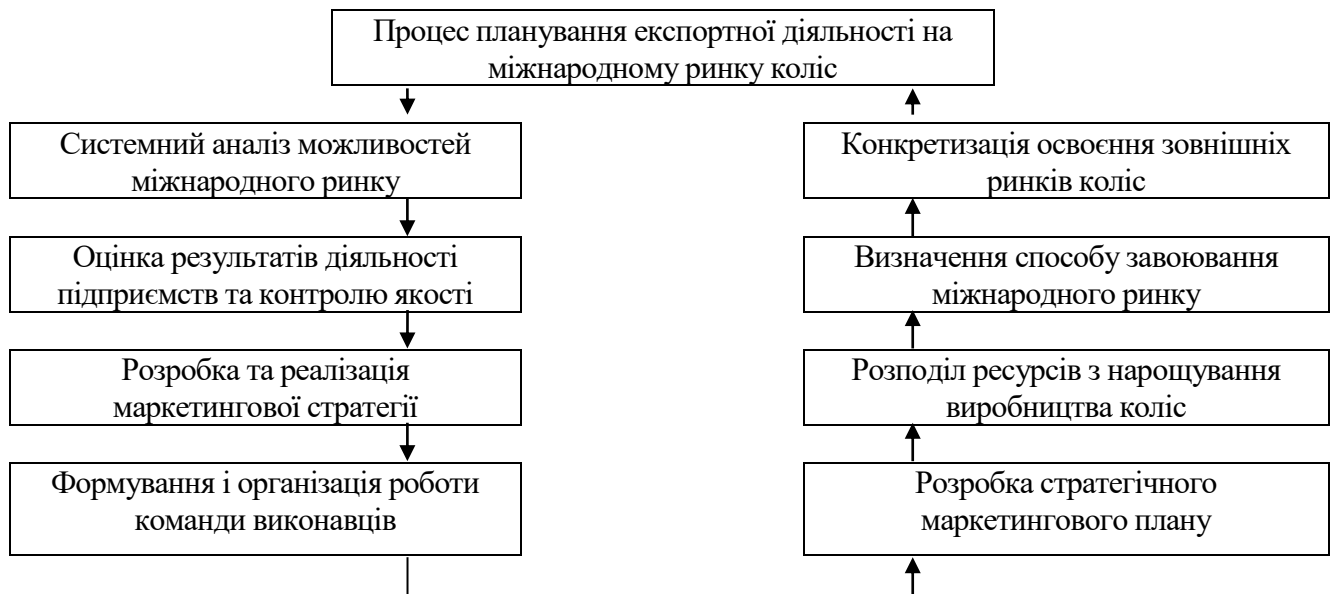 Процес планування експортної діяльності на
міжнародному ринку коліс
Системний аналіз можливостей
міжнародного ринку
Оцінка результатів діяльності
підприємств та контролю якості
Розробка та реалізація
маркетингової стратегії
Формування і організація роботи
команди виконавців
Конкретизація освоєння зовнішніх
ринків коліс
Визначення способу завоювання
міжнародного ринку
Розподіл ресурсів з нарощування
виробництва коліс
Розробка стратегічного
маркетингового плану